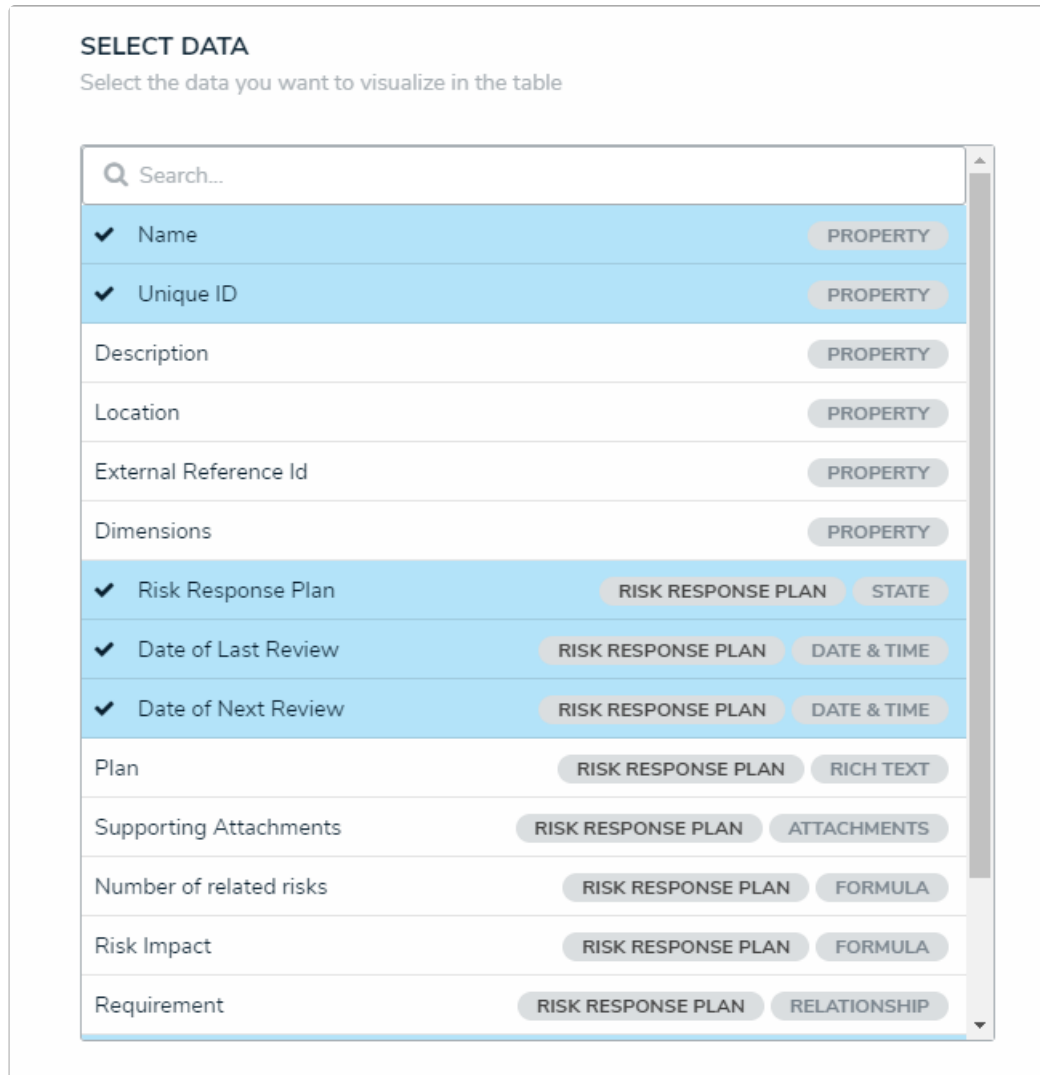 SELECT DATA
Select the data you want to visualize in the table
Search...
Name PROPERTY
Unique ID PROPERTY
Description PROPERTY
Location PROPERTY
External Reference Id PROPERTY
Dimensions PROPERTY
Risk Response Plan RISK RESPONSE PLAN STATE
Date of Last Review RISK RESPONSE PLAN DATE & TIME
Date of Next Review RISK RESPONSE PLAN DATE & TIME
Plan RISK RESPONSE PLAN RICH TEXT
Supporting Attachments RISK RESPONSE PLAN ATTACHMENTS
Number of related risks RISK RESPONSE PLAN FORMULA
Risk Impact RISK RESPONSE PLAN FORMULA
Requirement RISK RESPONSE PLAN RELATIONSHIP